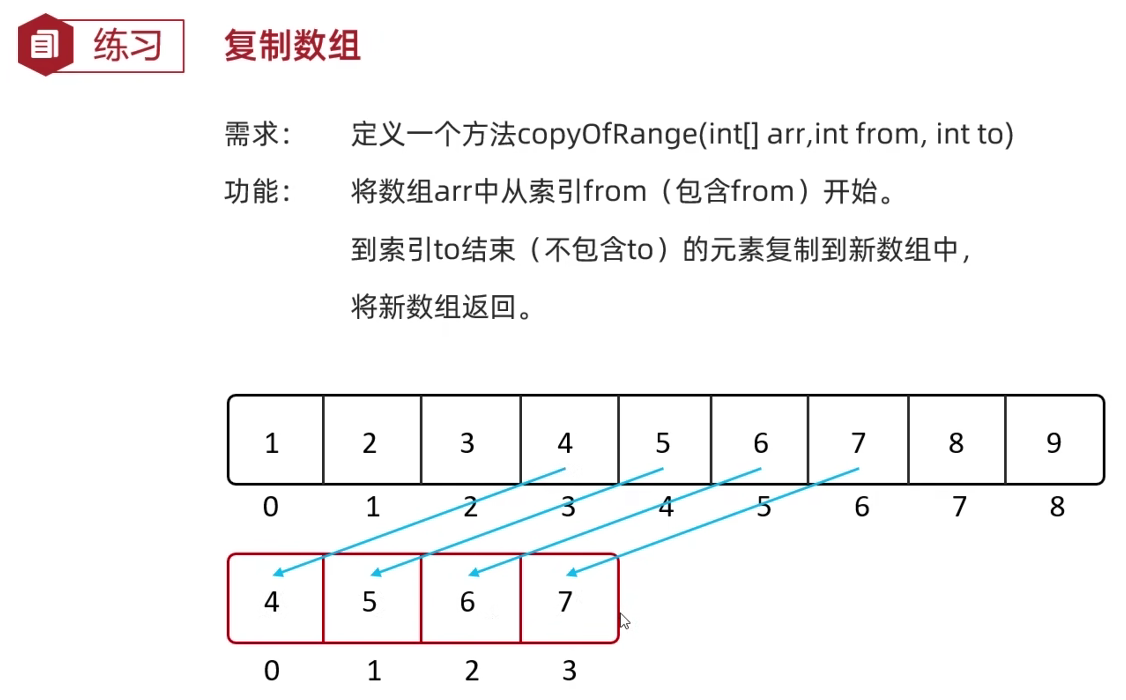 练习 复制数组
需求： 定义一个方法copyOfRange(int[] arr,int from, int to)
功能： 将数组arr中从索引from（包含from）开始。
到索引to结束（不包含to）的元素复制到新数组中，
将新数组返回。
1 2 3 4 5 6 7 8 9
0 1 2 3 4 5 6 7 8
4 5 6 7
0 1 2 3